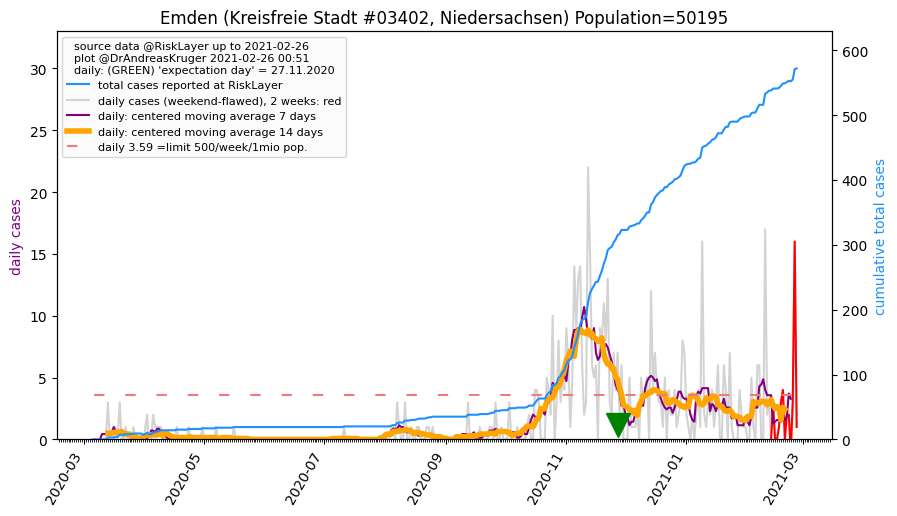 Emden (Kreisfreie Stadt #03402, Niedersachsen) Population=50195
source data @RiskLayer up to 2021-02-26
plot @DrAndreasKruger 2021-02-26 00:51
daily: (GREEN) 'expectation day' = 27.11.2020
total cases reported at RiskLayer
daily cases (weekend-flawed), 2 weeks: red
daily: centered moving average 7 days
daily: centered moving average 14 days
daily 3.59 =limit 500/week/1mio pop.
daily cases
30
25
20
15
10
5
0
cumulative total cases
600
500
400
300
200
100
0
2020-03
2020-05
2020-07
2020-09
2020-11
2021-01
2021-03